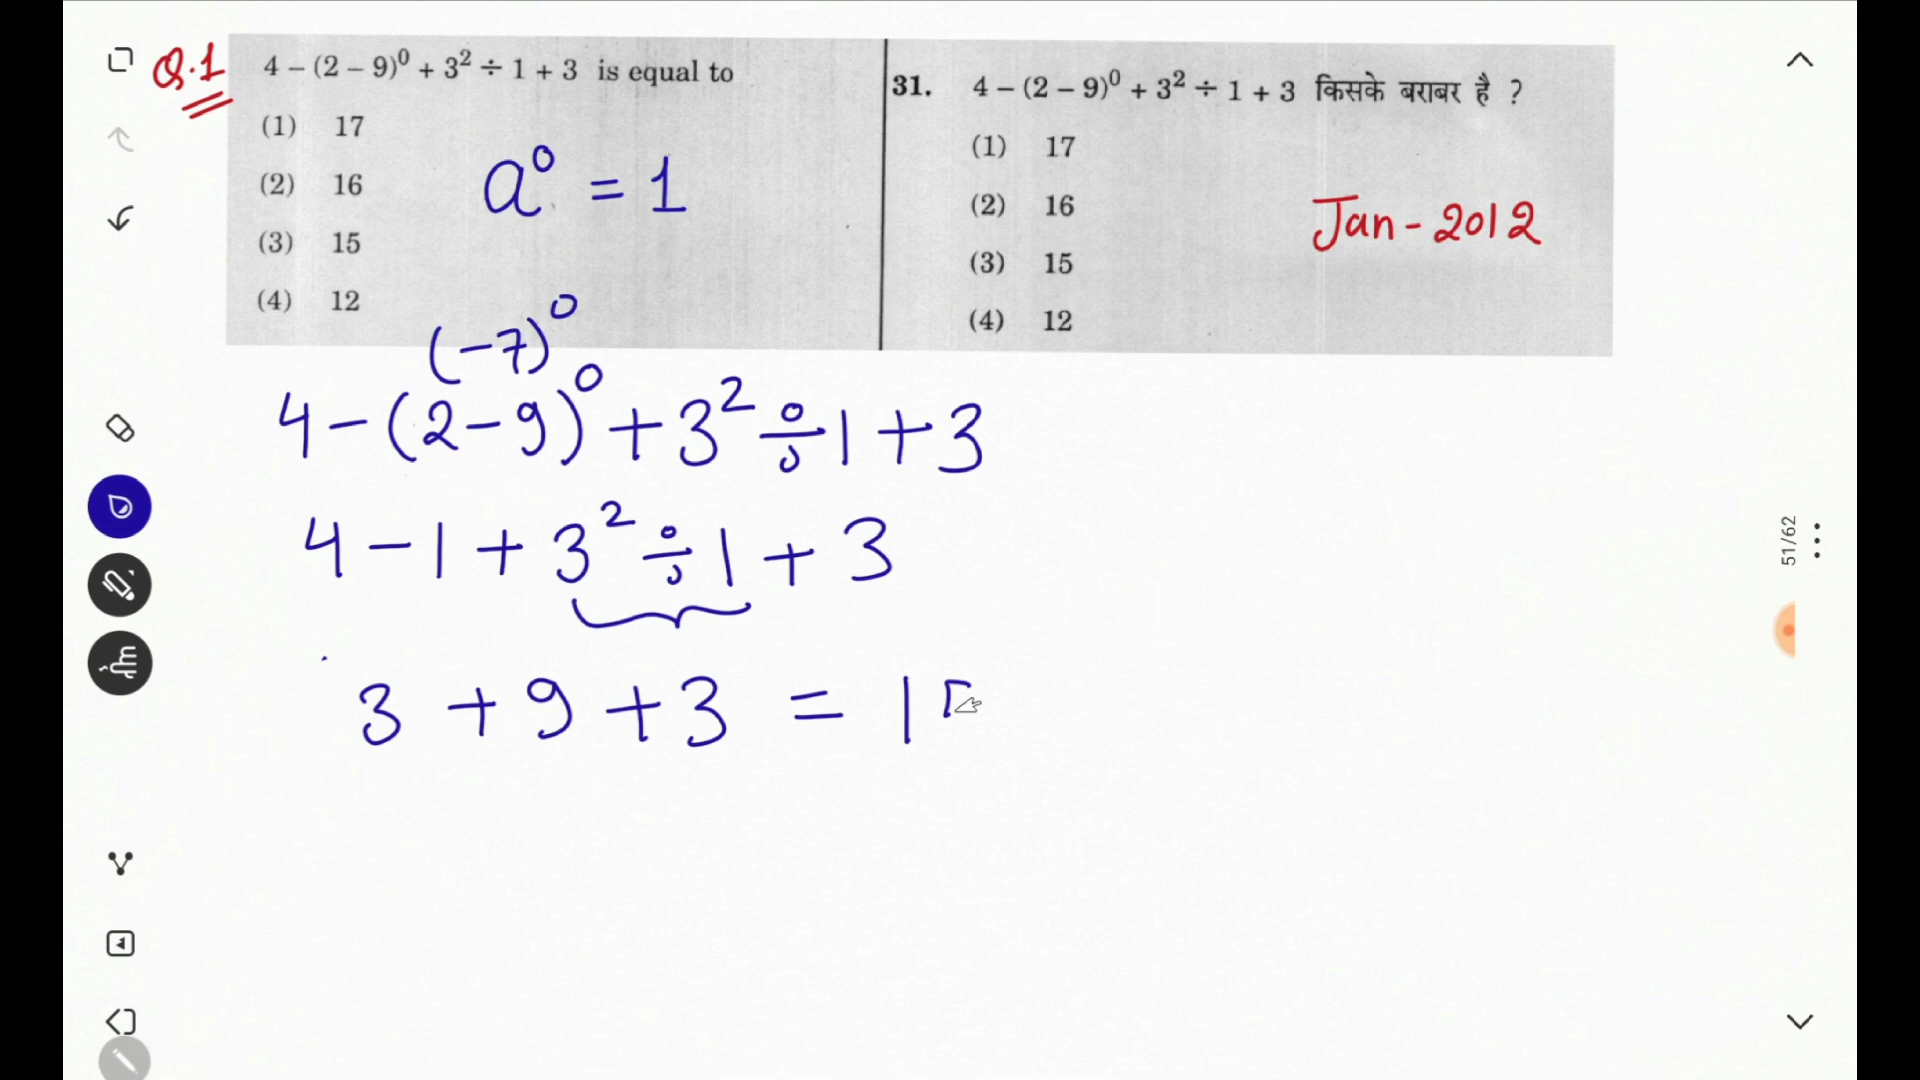 Q.1
4 – (2 – 9)⁰ + 3² ÷ 1 + 3 is equal to
(1) 17
(2) 16
(3) 15
(4) 12
a⁰ = 1
31. 4 – (2 – 9)⁰ + 3² ÷ 1 + 3 किसके बराबर है ?
(1) 17
(2) 16
(3) 15
(4) 12
Jan - 2012
(-7)⁰
4 - (2 - 9)⁰ + 3² ÷ 1 + 3
4 - 1 + 3² ÷ 1 + 3
3 + 9 + 3 = 1
51/62